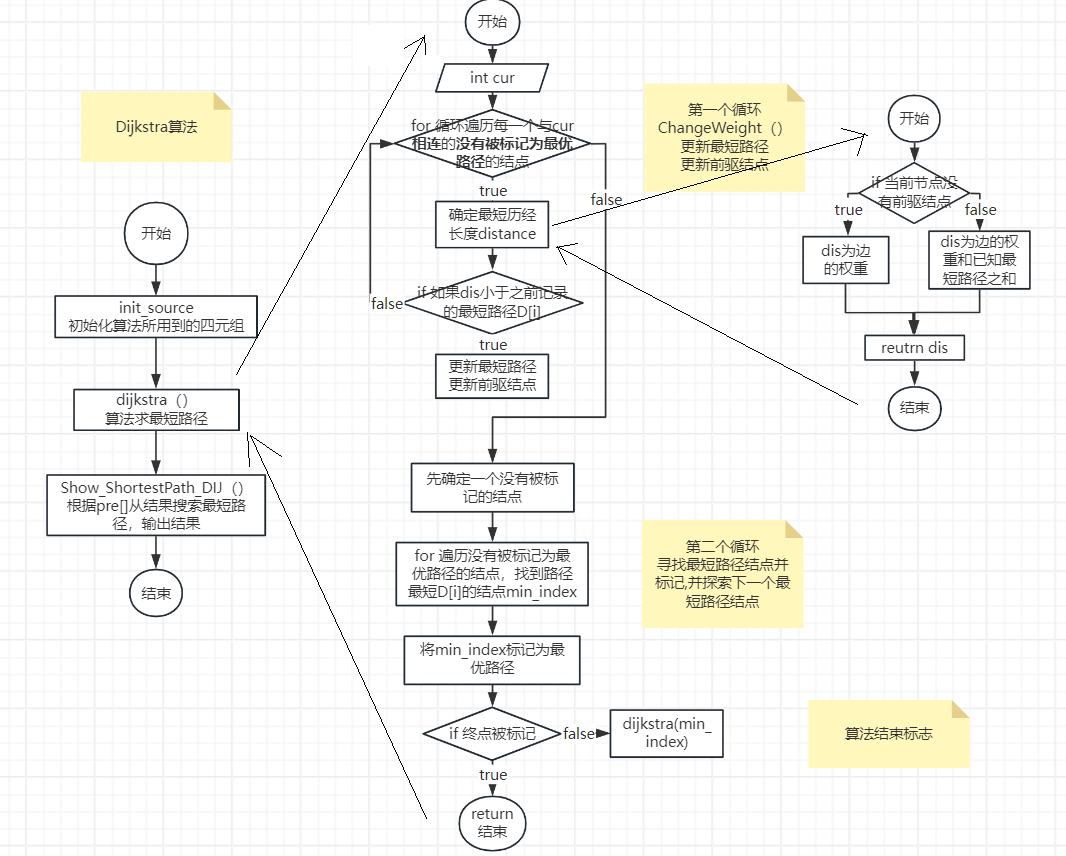 Dijkstra算法
开始
init_source
初始化算法所用到的四元组
dijkstra（）
算法求最短路径
Show_ShortestPath_DIJ（）
根据pre[]从结果搜索最短路
径，输出结果
结束
开始
int cur
for 循环遍历每一个与cur
相连的没有被标记为最优
路径的结点
true
false
确定最短历经
长度distance
if 如果dis小于之前记录
的最短路径D[i]
false
true
更新最短路径
更新前驱结点
先确定一个没有被标
记的结点
for 遍历没有被标记为最
优路径的结点，找到路径
最短D[i]的结点min_index
将min_index标记为最
优路径
if 终点被标记
false
dijkstra(min_
index)
true
return
结束
第一个循环
ChangeWeight（）
更新最短路径
更新前驱结点
开始
if 当前节点没
有前驱结点
true
false
dis为边
的权重
dis为边的权
重和已知最
短路径之和
reutrn dis
结束
第二个循环
寻找最短路径结点并
标记,并探索下一个最
短路径结点
算法结束标志